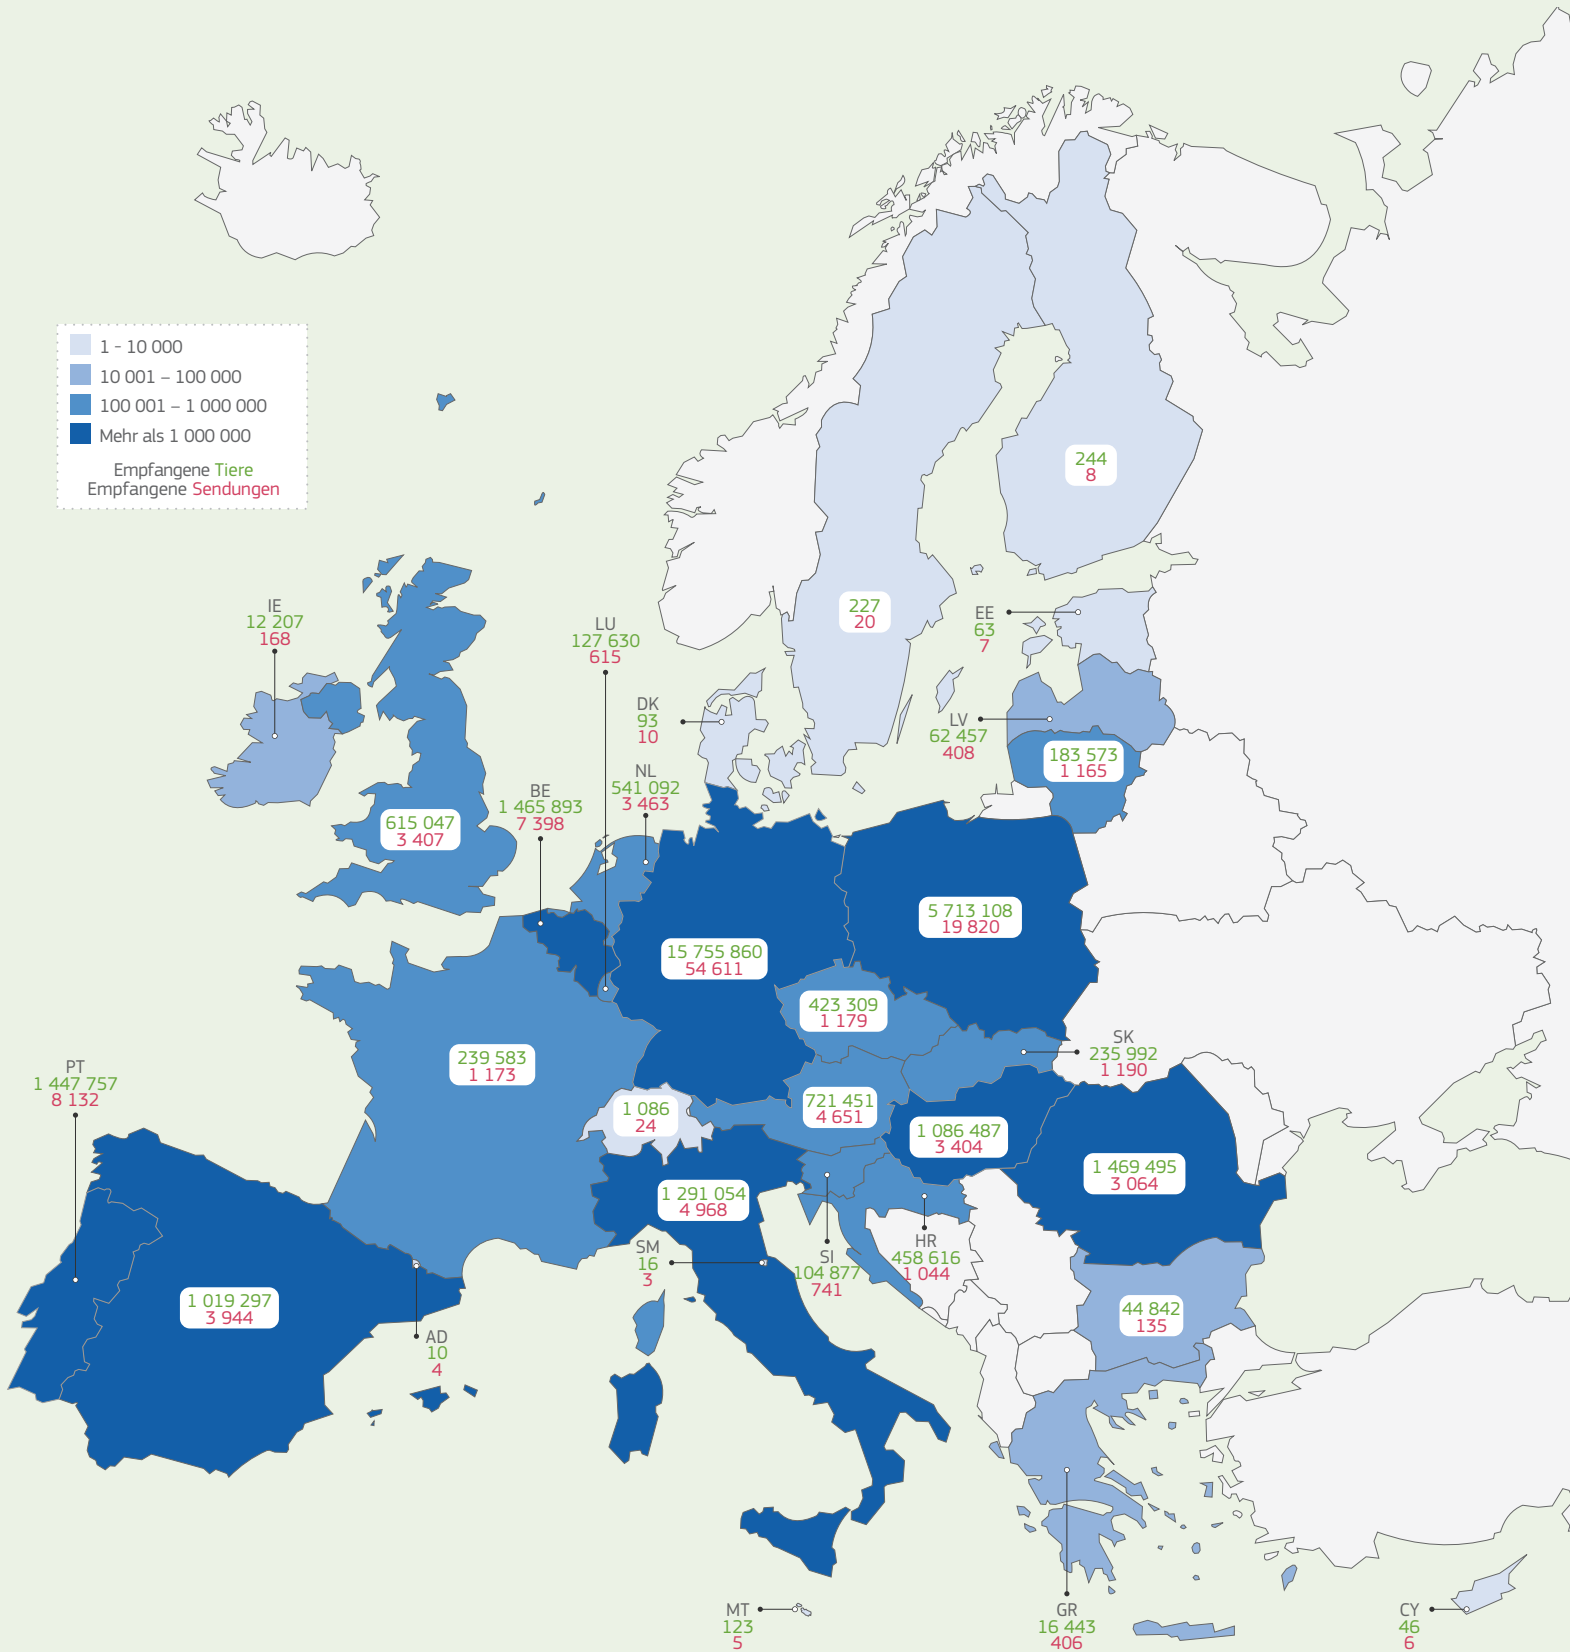 1 - 10 000
10 001 – 100 000
100 001 – 1 000 000
Mehr als 1 000 000
Empfangene Tiere
Empfangene Sendungen
244
8
227
20
EE
63
7
IE
12 207
168
LU
127 630
615
DK
93
10
LV
62 457
408
183 573
1 165
NL
541 092
3 463
BE
1 465 893
7 398
615 047
3 407
5 713 108
19 820
15 755 860
54 611
423 309
1 179
SK
235 992
1 190
239 583
1 173
PT
1 447 757
8 132
721 451
4 651
1 086
24
1 086 487
3 404
1 469 495
3 064
1 291 054
4 968
SM
16
3
SI
104 877
741
HR
458 616
1 044
1 019 297
3 944
44 842
135
AD
10
4
MT
123
5
GR
16 443
406
CY
46
6